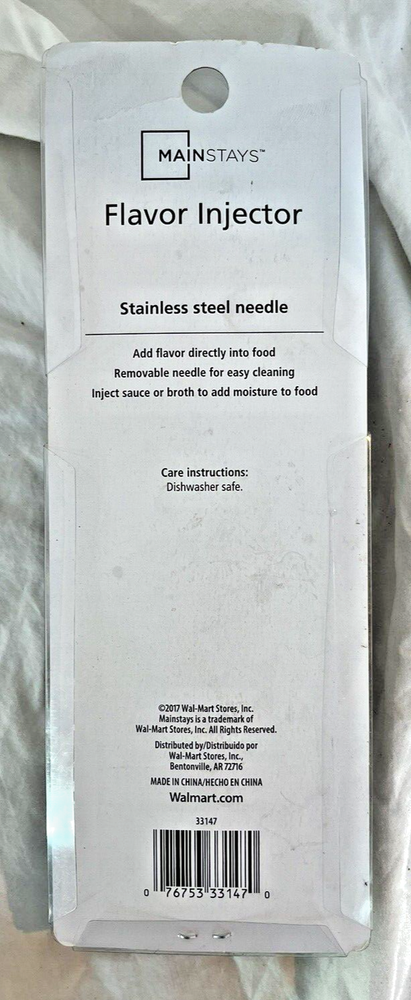 MAINSTAYS™
Flavor Injector
Stainless steel needle
Add flavor directly into food
Removable needle for easy cleaning
Inject sauce or broth to add moisture to food
Care instructions:
Dishwasher safe.
©2017 Wal-Mart Stores, Inc.
Mainstays is a trademark of
Wal-Mart Stores, Inc. All Rights Reserved.
Distributed by/Distribuido por
Wal-Mart Stores, Inc.,
Bentonville, AR 72716
MADE IN CHINA/HECHO EN CHINA
Walmart.com
33147
0 76753 33147 0